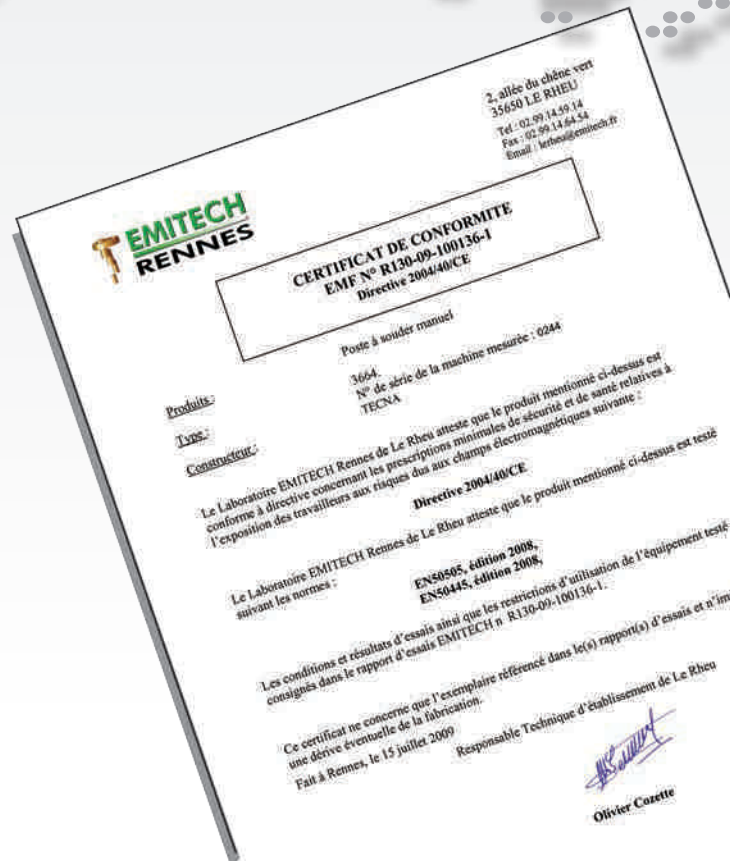 2, allée du chêne vert
35650 LE RHEU
Tel : 02.99.14.59.14
Fax : 02.99.14.64.54
Email : lerheu@emitech.fr
EMITECH
RENNES
CERTIFICAT DE CONFORMITE
EMF N° R130-09-100136-1
Directive 2004/40/CE
Produits : Poste à souder manuel
Type : 3664.
N° de série de la machine mesurée : 0244
Constructeur : TECNA
Le Laboratoire EMITECH Rennes de Le Rheu atteste que le produit mentionné ci-dessus est
conforme à directive concernant les prescriptions minimales de sécurité et de santé relatives à
l'exposition des travailleurs aux risques dus aux champs électromagnétiques suivante :
Directive 2004/40/CE
Le Laboratoire EMITECH Rennes de Le Rheu atteste que le produit mentionné ci-dessus est testé
suivant les normes :
EN50505, édition 2008,
EN50445, édition 2008,
Les conditions et résultats d'essais ainsi que les restrictions d'utilisation de l'équipement testé
consignés dans le rapport d'essais EMITECH n R130-09-100136-1.
Ce certificat ne concerne que l'exemplaire référencé dans le(s) rapport(s) d'essais et n'im
une dérive éventuelle de la fabrication.
Fait à Rennes, le 15 juillet 2009
Responsable Technique d'établissement de Le Rheu
Olivier Cozette